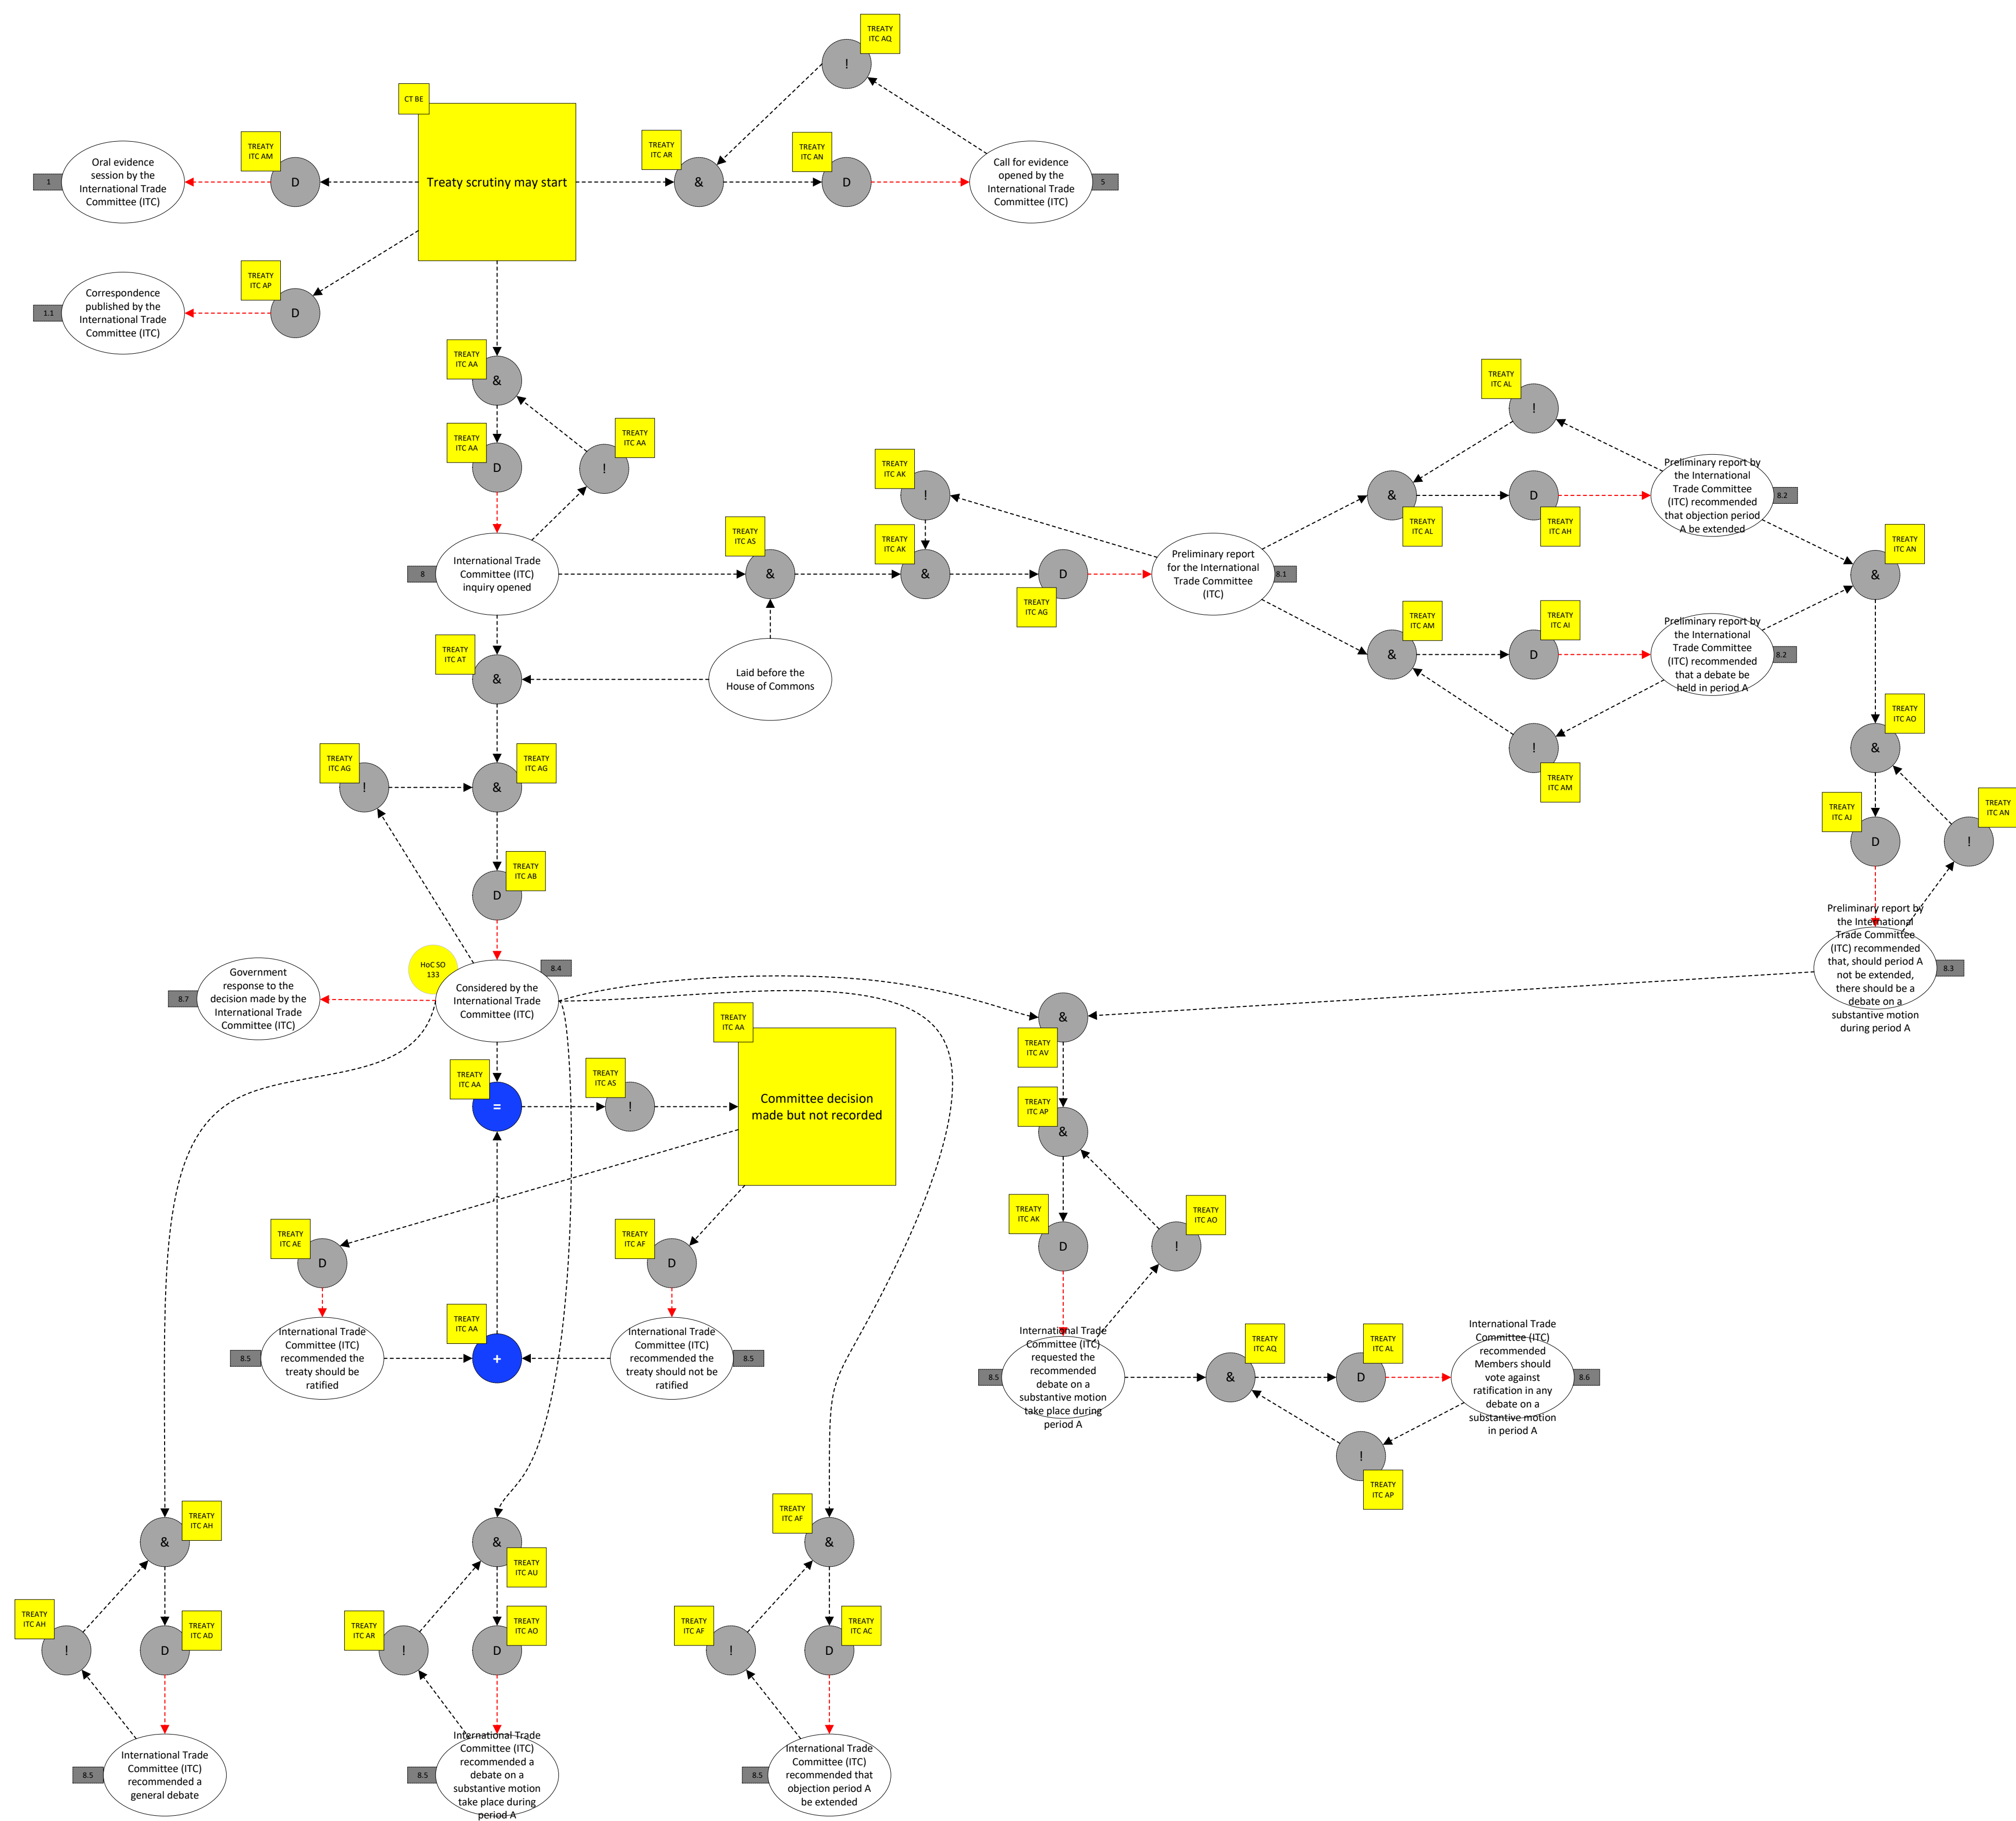 TREATY
ITC AQ
!
CT BE
Treaty scrutiny may start
TREATY
ITC AM
D
1
Oral evidence
session by the
International Trade
Committee (ITC)
TREATY
ITC AR
&
TREATY
ITC AN
D
Call for evidence
opened by the
International Trade
Committee (ITC)
5
TREATY
ITC AP
D
1.1
Correspondence
published by the
International Trade
Committee (ITC)
TREATY
ITC AA
&
TREATY
ITC AA
D
TREATY
ITC AA
!
8
International Trade
Committee (ITC)
inquiry opened
TREATY
ITC AS
&
TREATY
ITC AK
!
TREATY
ITC AK
&
D
TREATY
ITC AG
Preliminary report
for the International
Trade Committee
(ITC)
8.1
TREATY
ITC AL
!
&
TREATY
ITC AL
D
TREATY
ITC AH
Preliminary report by
the International
Trade Committee
(ITC) recommended
that objection period
A be extended
8.2
TREATY
ITC AN
&
TREATY
ITC AM
&
TREATY
ITC AI
D
Preliminary report by
the International
Trade Committee
(ITC) recommended
that a debate be
held in period A
8.2
!
TREATY
ITC AM
TREATY
ITC AO
&
TREATY
ITC AJ
D
TREATY
ITC AN
!
Preliminary report by
the International
Trade Committee
(ITC) recommended
that, should period A
not be extended,
there should be a
debate on a
substantive motion
during period A
8.3
TREATY
ITC AT
&
Laid before the
House of Commons
TREATY
ITC AG
!
TREATY
ITC AG
&
TREATY
ITC AB
D
HoC SO
133
8.4
Considered by the
International Trade
Committee (ITC)
8.7
Government
response to the
decision made by the
International Trade
Committee (ITC)
TREATY
ITC AA
=
TREATY
ITC AS
!
TREATY
ITC AA
Committee decision
made but not recorded
TREATY
ITC AE
D
TREATY
ITC AF
D
8.5
International Trade
Committee (ITC)
recommended the
treaty should be
ratified
TREATY
ITC AA
+
International Trade
Committee (ITC)
recommended the
treaty should not be
ratified
8.5
&
TREATY
ITC AV
TREATY
ITC AP
&
TREATY
ITC AK
D
TREATY
ITC AO
!
8.5
International Trade
Committee (ITC)
requested the
recommended
debate on a
substantive motion
take place during
period A
TREATY
ITC AQ
&
TREATY
ITC AL
D
International Trade
Committee (ITC)
recommended
Members should
vote against
ratification in any
debate on a
substantive motion
in period A
8.6
!
TREATY
ITC AP
TREATY
ITC AH
&
TREATY
ITC AH
!
TREATY
ITC AD
D
8.5
International Trade
Committee (ITC)
recommended a
general debate
&
TREATY
ITC AU
TREATY
ITC AR
!
TREATY
ITC AO
D
8.5
International Trade
Committee (ITC)
recommended a
debate on a
substantive motion
take place during
period A
TREATY
ITC AF
&
TREATY
ITC AF
!
TREATY
ITC AC
D
8.5
International Trade
Committee (ITC)
recommended that
objection period A
be extended